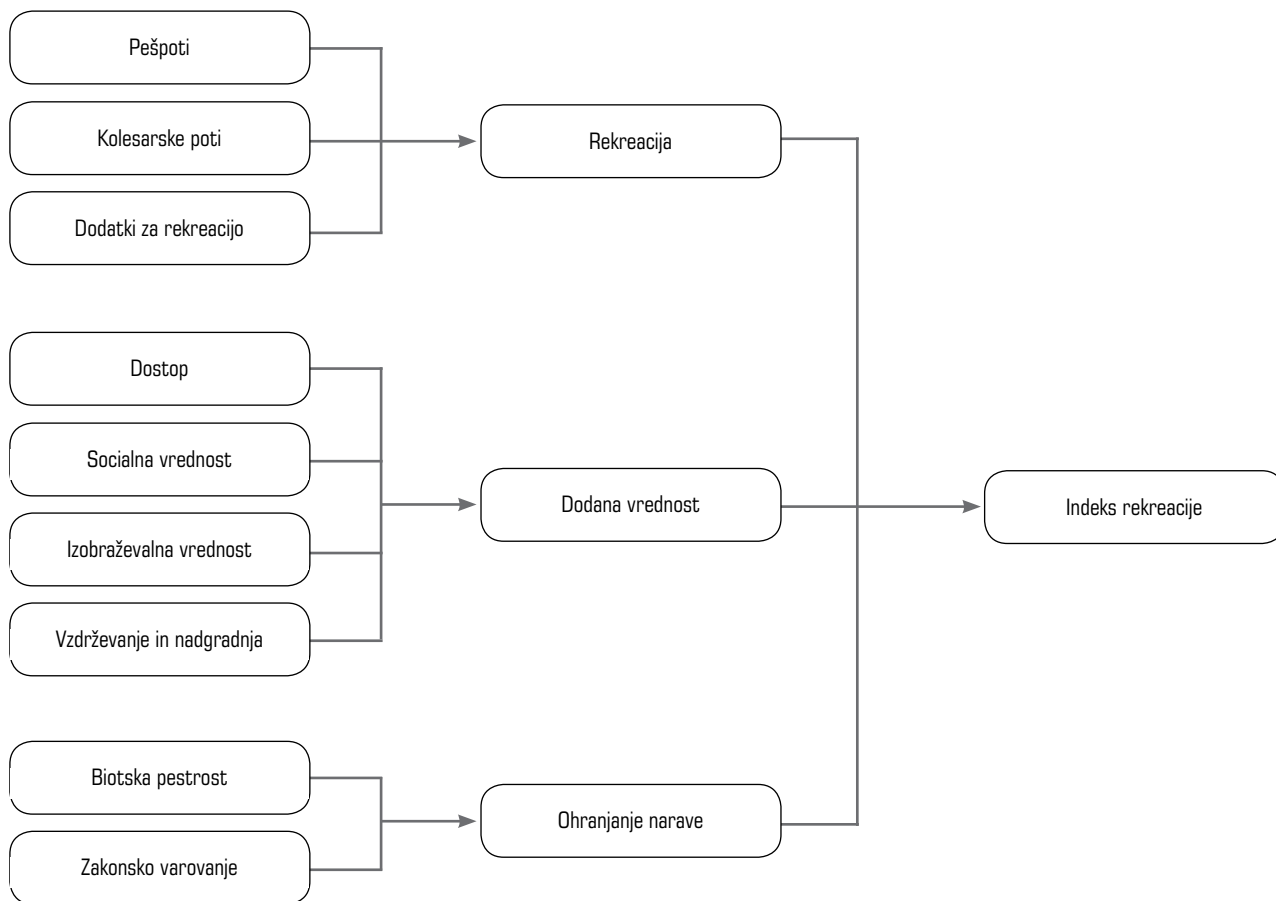 Pešpoti
Kolesarske poti
Dodatki za rekreacijo
Rekreacija
Dostop
Socialna vrednost
Izobraževalna vrednost
Vzdrževanje in nadgradnja
Dodana vrednost
Indeks rekreacije
Biotska pestrost
Zakonsko varovanje
Ohranjanje narave